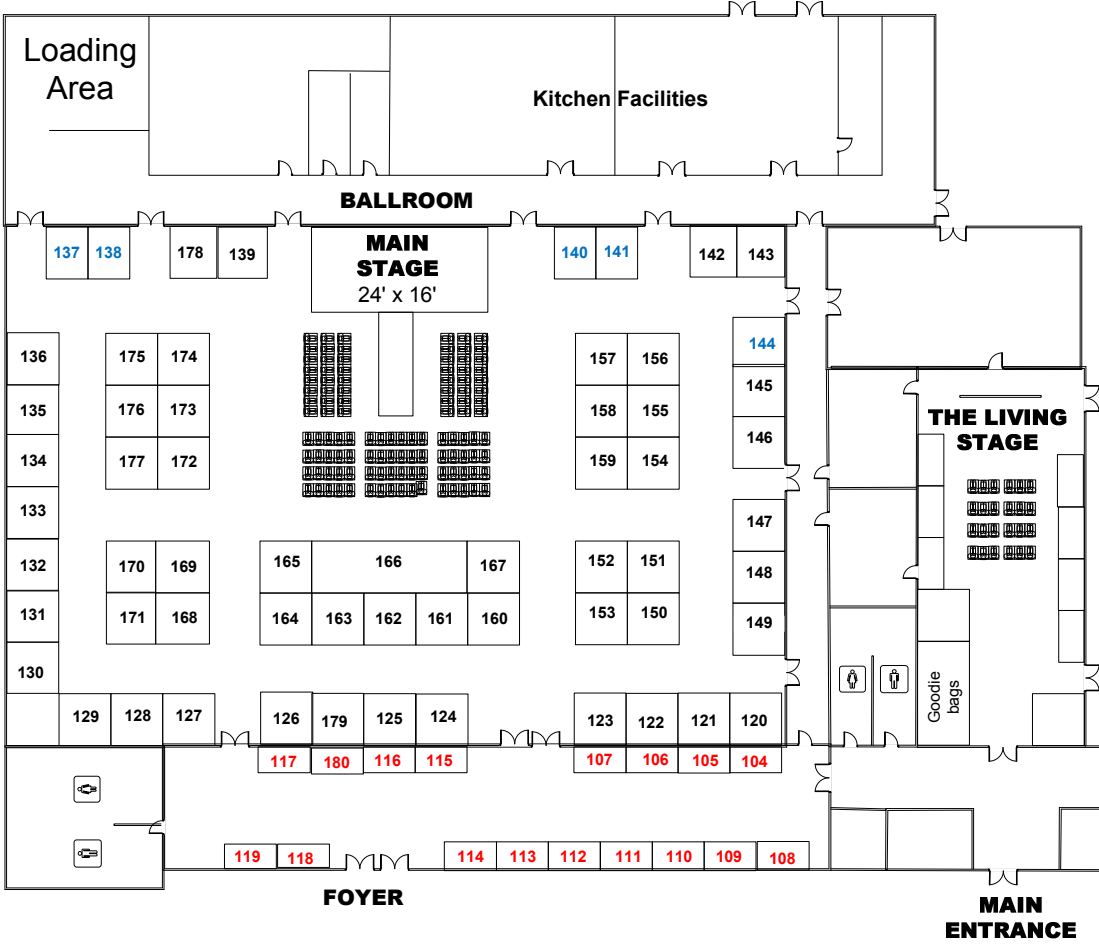 Loading
Area
Kitchen Facilities
BALLROOM
137 138 178 139
MAIN
STAGE
24' x 16'
140 141 142 143
144
136 175 174 157 156
145
135 176 173 158 155
THE LIVING
STAGE
146
134 177 172 159 154
133 147
132 170 169 165 166 167 152 151 148
131 171 168 164 163 162 161 160 153 150 149
130
Goodie
bags
129 128 127 126 179 125 124 123 122 121 120
117 180 116 115 107 106 105 104
119 118 114 113 112 111 110 109 108
FOYER
MAIN
ENTRANCE